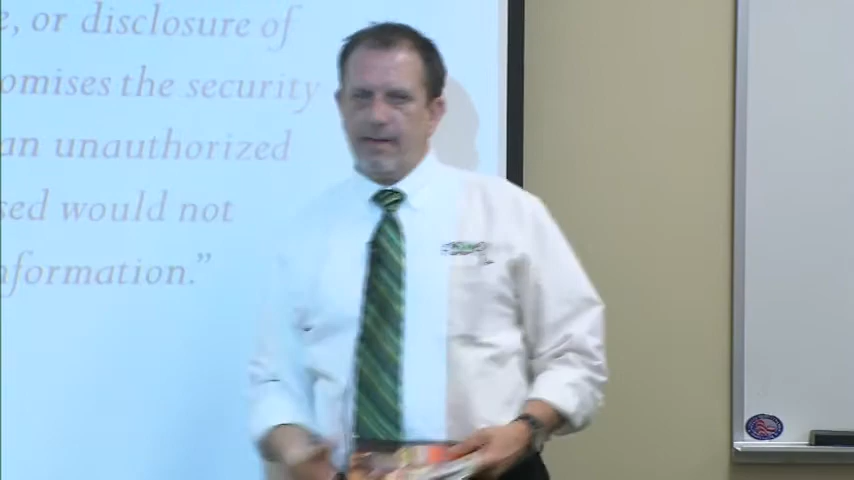 , or disclosure of
omises the security
an unauthorized
sed would not
nformation.”